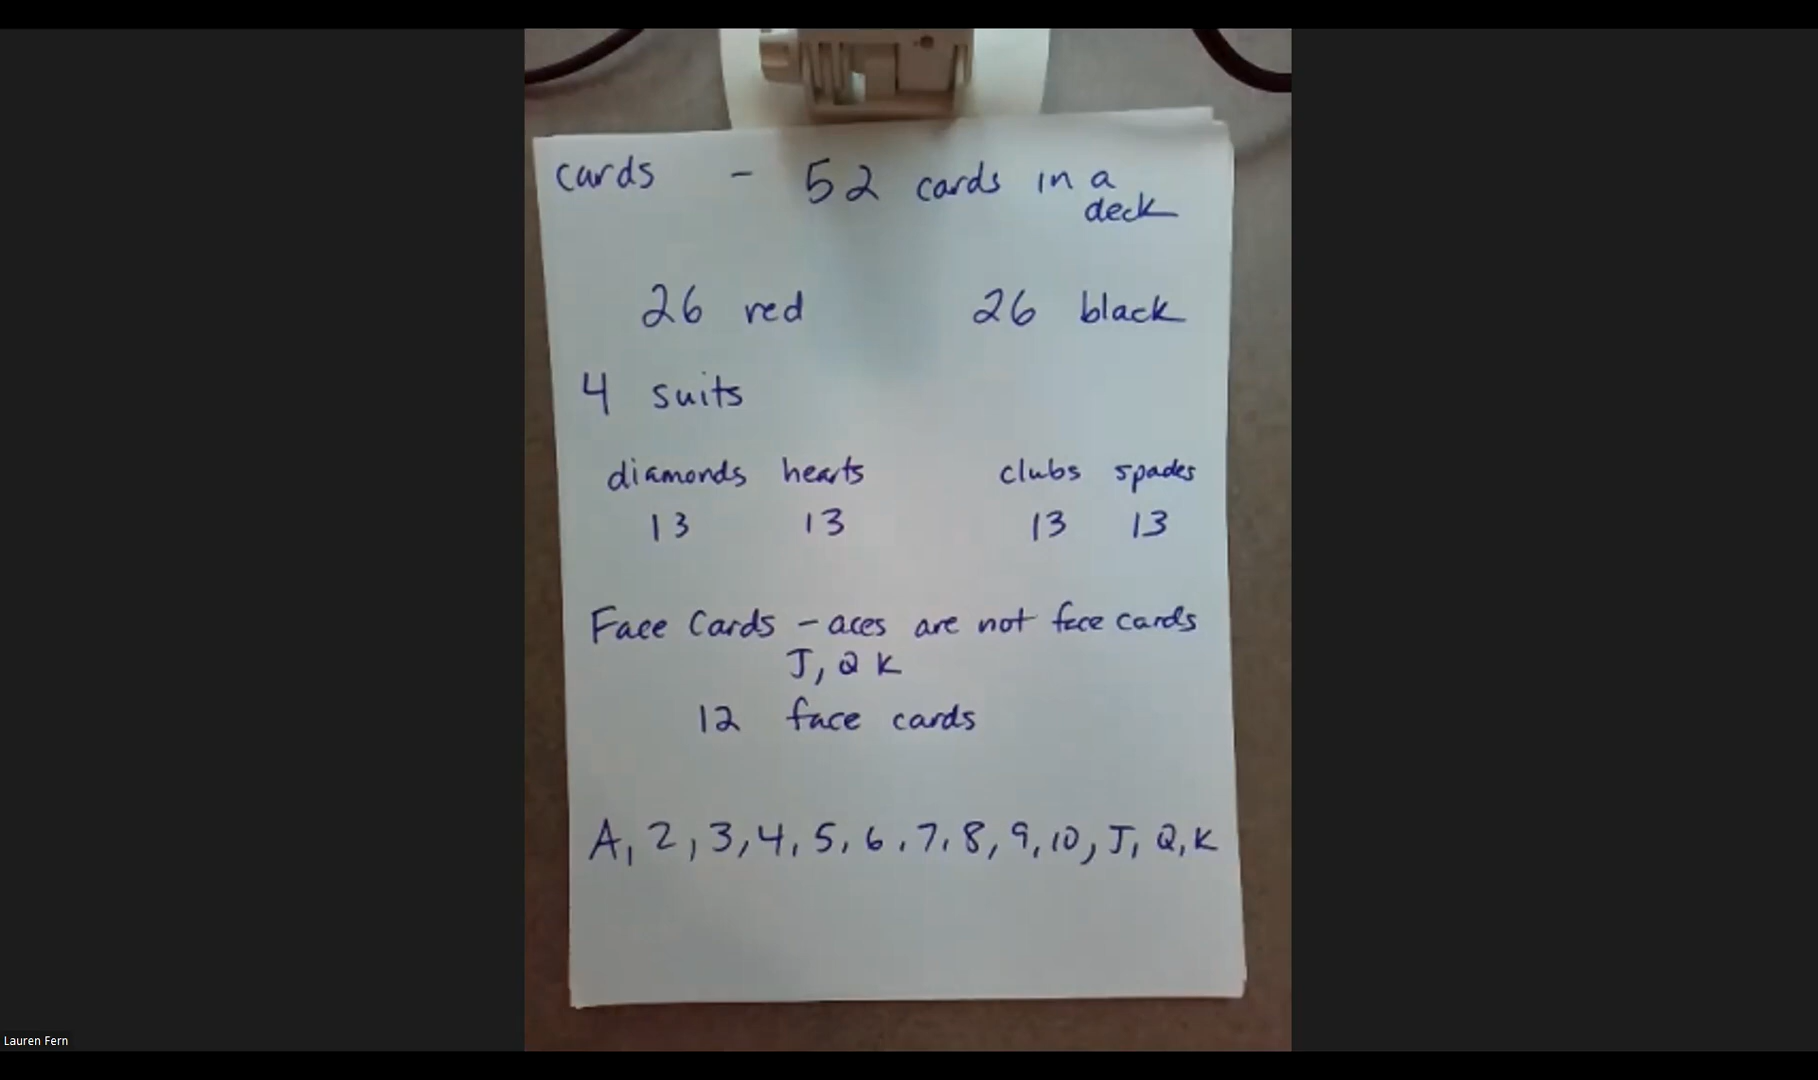 cards - 52 cards in a
deck
26 red 26 black
4 suits
diamonds hearts clubs spades
13 13 13 13
Face Cards - aces are not face cards
J, Q K
12 face cards
A, 2, 3, 4, 5, 6, 7, 8, 9, 10, J, Q, K
Lauren Fern